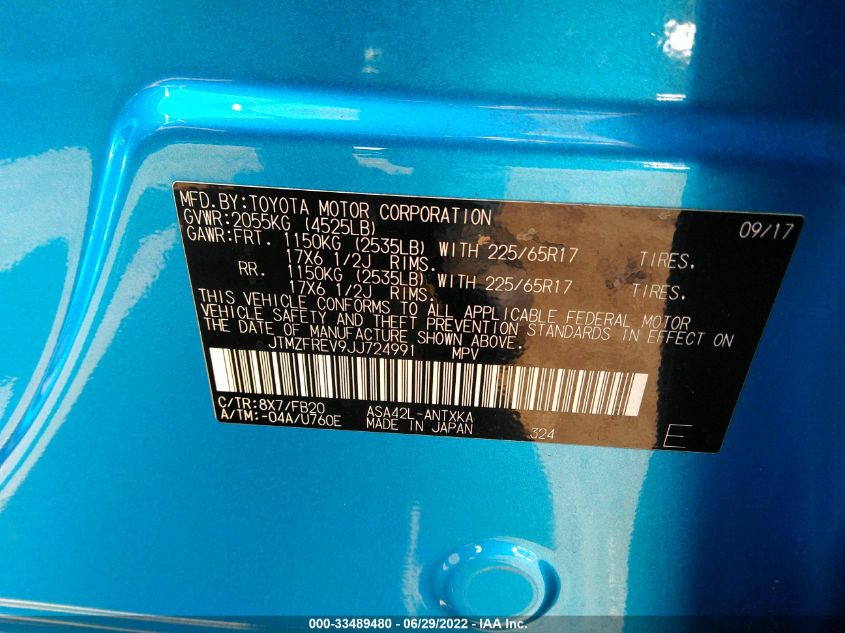 MFD.BY:TOYOTA MOTOR CORPORATION 09/17
GVWR:2055KG (4525LB)
GAWR:FRT. 1150KG (2535LB) WITH 225/65R17 TIRES.
17X6 1/2J RIMS.
RR. 1150KG (2535LB) WITH 225/65R17 TIRES.
17X6 1/2J RIMS.
THIS VEHICLE CONFORMS TO ALL APPLICABLE FEDERAL MOTOR
VEHICLE SAFETY AND THEFT PREVENTION STANDARDS IN EFFECT ON
THE DATE OF MANUFACTURE SHOWN ABOVE.
JTMZFREV9JJ724991 MPV
C/TR:8X7/FB20 ASA42L-ANTXKA
A/TM:-04A/U760E MADE IN JAPAN 324 E
000-33489480 - 06/29/2022 - IAA Inc.